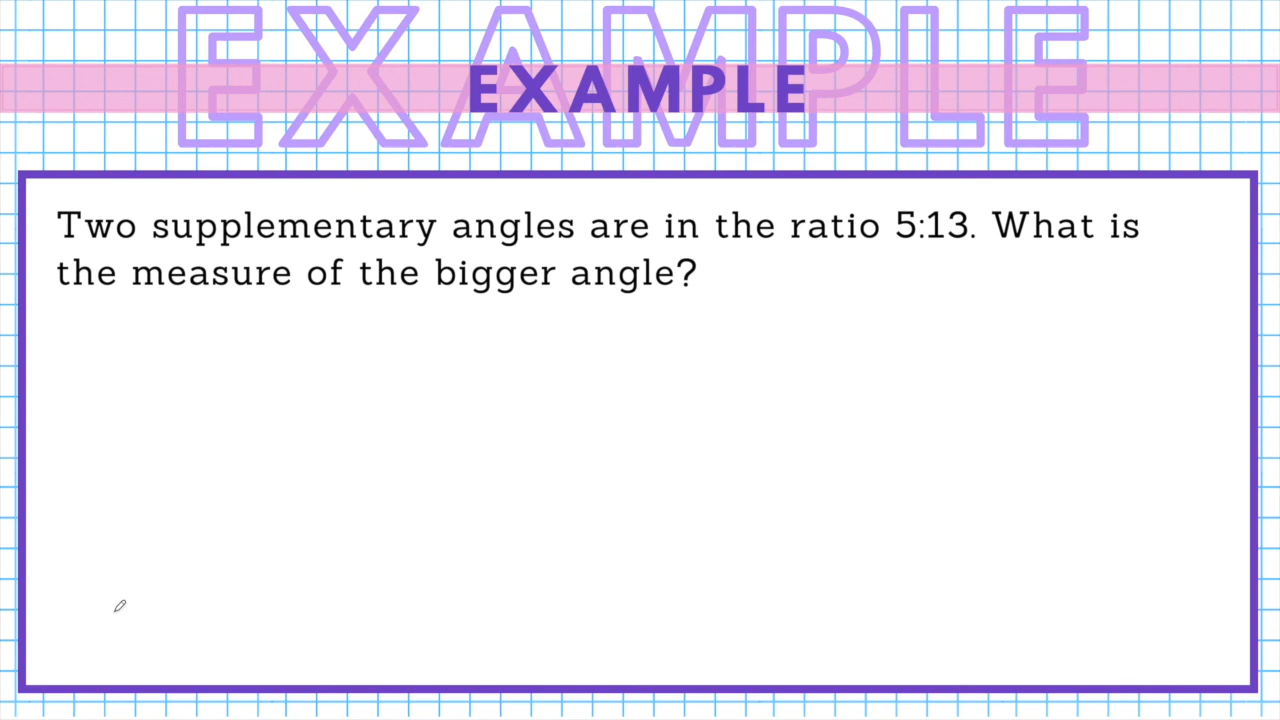 EXAMPLE
EXAMPLE
Two supplementary angles are in the ratio 5:13. What is
the measure of the bigger angle?